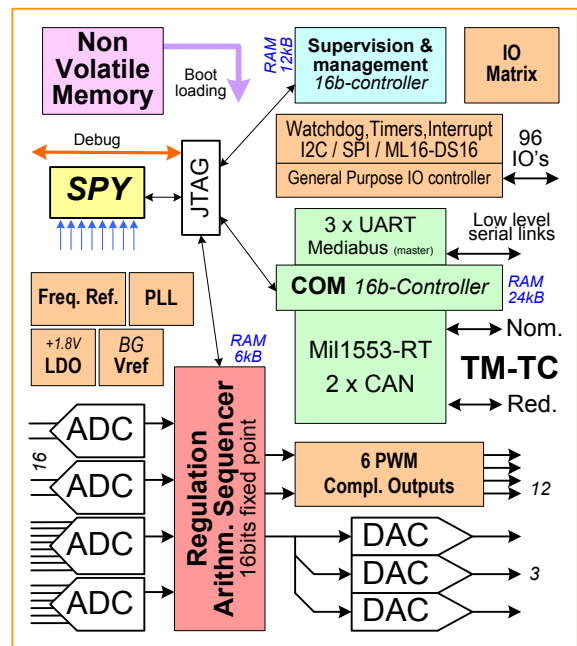 Non
Volatile
Memory
Boot
loading
RAM
12kB
Supervision &
management
16b-controller
IO
Matrix
Debug
SPY
JTAG
Watchdog,Timers,Interrupt
I2C / SPI / ML16-DS16
General Purpose IO controller
96
IO's
3 x UART
Mediabus (master)
Low level
serial links
COM 16b-Controller
RAM
24kB
Freq. Ref.
PLL
+1.8V
LDO
BG
Vref
RAM
6kB
Mil1553-RT
2 x CAN
Nom.
TM-TC
Red.
16
ADC
ADC
ADC
ADC
Regulation
Arithm. Sequencer
16bits fixed point
6 PWM
Compl. Outputs
12
DAC
DAC
DAC
3